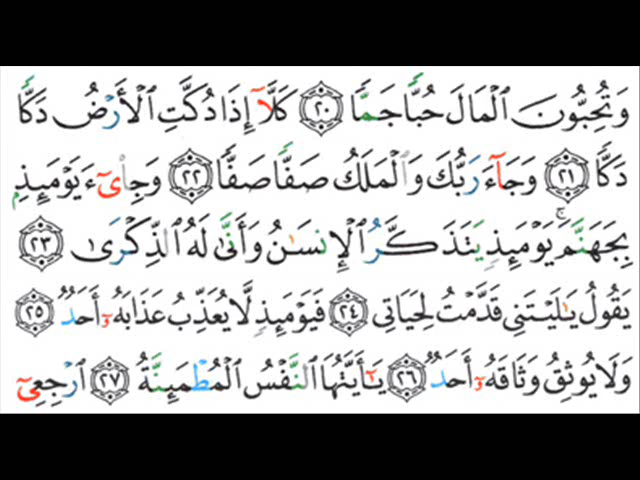 وَتُحِبُّونَ ٱلْمَالَ حُبًّا جَمًّا ٢٠ كَلَّآ إِذَا دُكَّتِ ٱلْأَرْضُ دَكًّا
دَكًّا ٢١ وَجَآءَ رَبُّكَ وَٱلْمَلَكُ صَفًّا صَفًّا ٢٢ وَجِا۟ىٓءَ يَوْمَئِذٍۭ
بِجَهَنَّمَ ۚ يَوْمَئِذٍ يَتَذَكَّرُ ٱلْإِنسَـٰنُ وَأَنَّىٰ لَهُ ٱلذِّكْرَىٰ ٢٣
يَقُولُ يَـٰلَيْتَنِى قَدَّمْتُ لِحَيَاتِى ٢٤ فَيَوْمَئِذٍ لَّا يُعَذِّبُ عَذَابَهُۥٓ أَحَدٌ ٢٥
وَلَا يُوثِقُ وَثَاقَهُۥٓ أَحَدٌ ٢٦ يَـٰٓأَيَّتُهَا ٱلنَّفْسُ ٱلْمُطْمَئِنَّةُ ٢٧ ٱرْجِعِىٓ